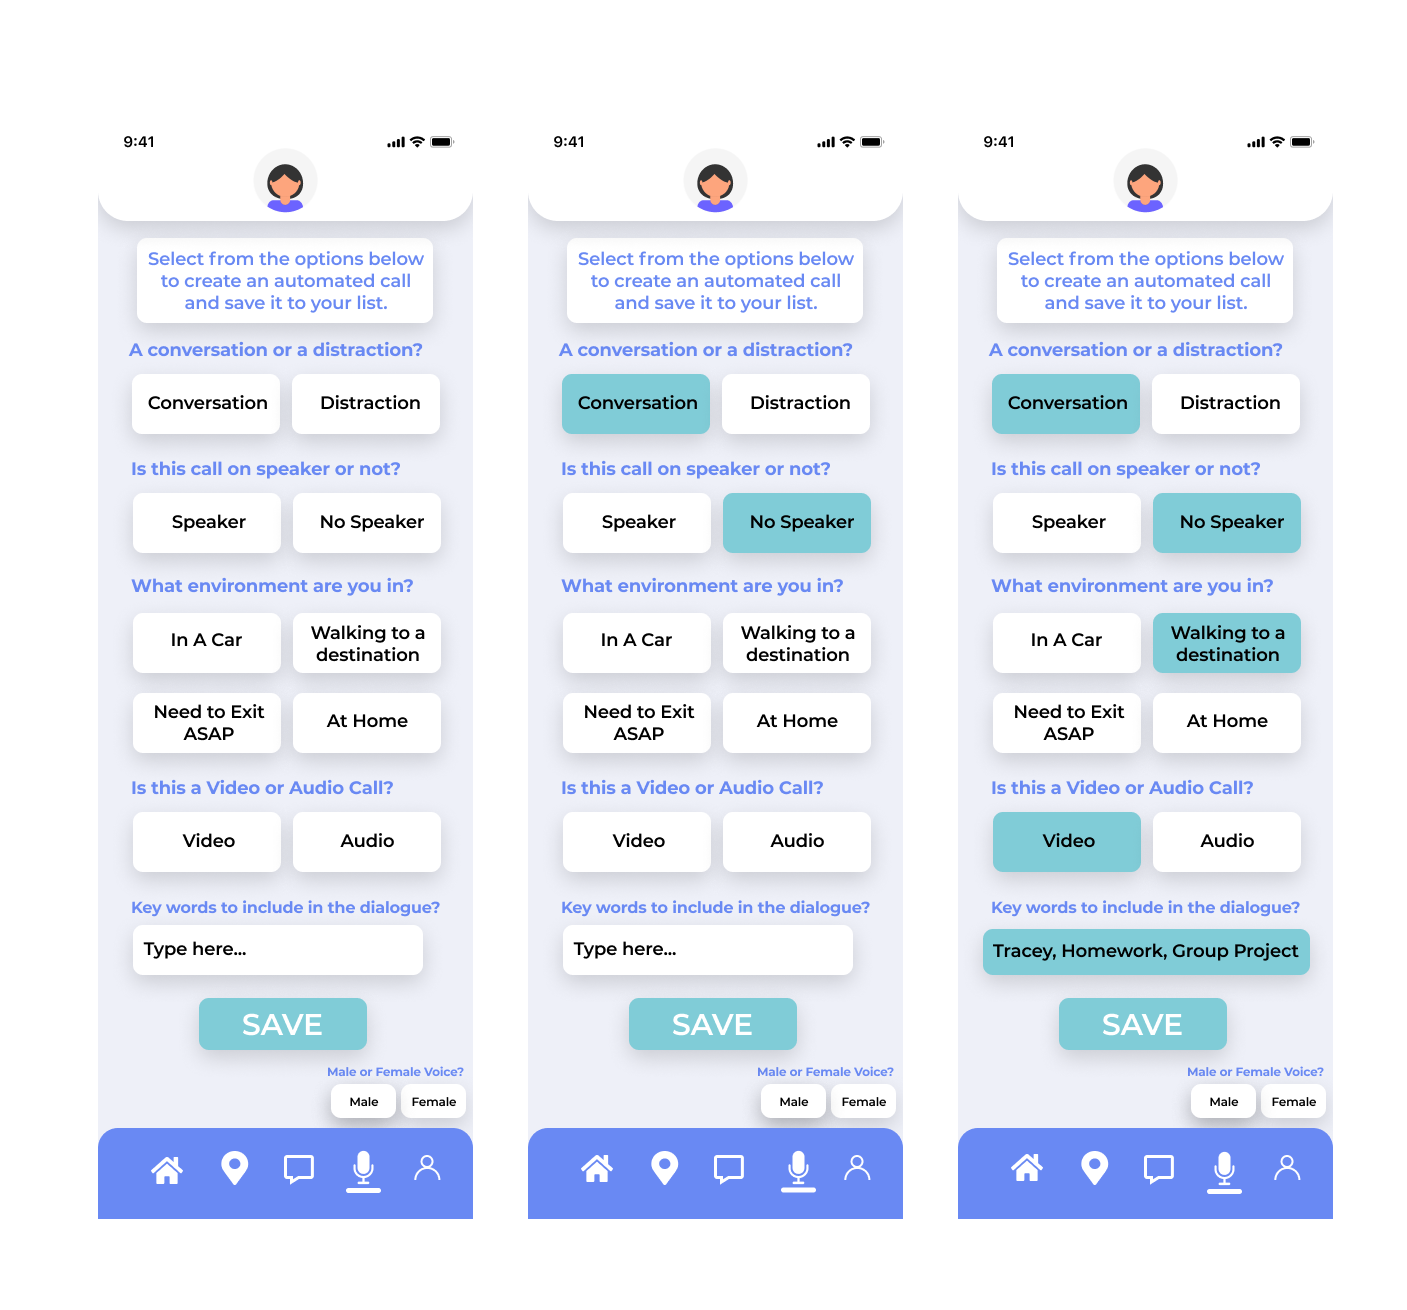 9:41
Select from the options below
to create an automated call
and save it to your list.
A conversation or a distraction?
Conversation
Distraction
Is this call on speaker or not?
Speaker
No Speaker
What environment are you in?
In A Car
Walking to a
destination
Need to Exit
ASAP
At Home
Is this a Video or Audio Call?
Video
Audio
Key words to include in the dialogue?
Type here...
SAVE
Male or Female Voice?
Male
Female
9:41
Select from the options below
to create an automated call
and save it to your list.
A conversation or a distraction?
Conversation
Distraction
Is this call on speaker or not?
Speaker
No Speaker
What environment are you in?
In A Car
Walking to a
destination
Need to Exit
ASAP
At Home
Is this a Video or Audio Call?
Video
Audio
Key words to include in the dialogue?
Type here...
SAVE
Male or Female Voice?
Male
Female
9:41
Select from the options below
to create an automated call
and save it to your list.
A conversation or a distraction?
Conversation
Distraction
Is this call on speaker or not?
Speaker
No Speaker
What environment are you in?
In A Car
Walking to a
destination
Need to Exit
ASAP
At Home
Is this a Video or Audio Call?
Video
Audio
Key words to include in the dialogue?
Tracey, Homework, Group Project
SAVE
Male or Female Voice?
Male
Female